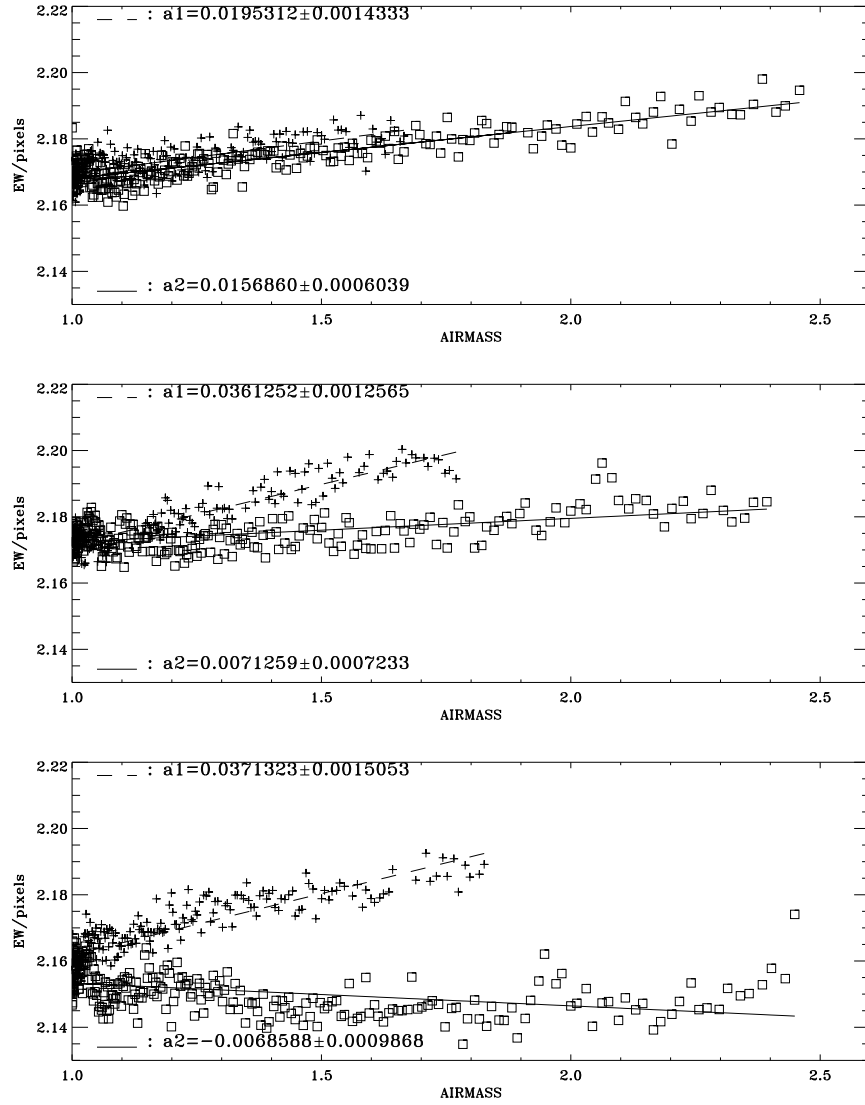 2.22
: a1=0.0195312±0.0014333
2.20
2.18
2.16
2.14
EW/pixels
: a2=0.0156860±0.0006039
1.0 1.5 2.0 2.5
AIRMASS
2.22
: a1=0.0361252±0.0012565
2.20
2.18
2.16
2.14
EW/pixels
: a2=0.0071259±0.0007233
1.0 1.5 2.0 2.5
AIRMASS
2.22
: a1=0.0371323±0.0015053
2.20
2.18
2.16
2.14
EW/pixels
: a2=−0.0068588±0.0009868
1.0 1.5 2.0 2.5
AIRMASS